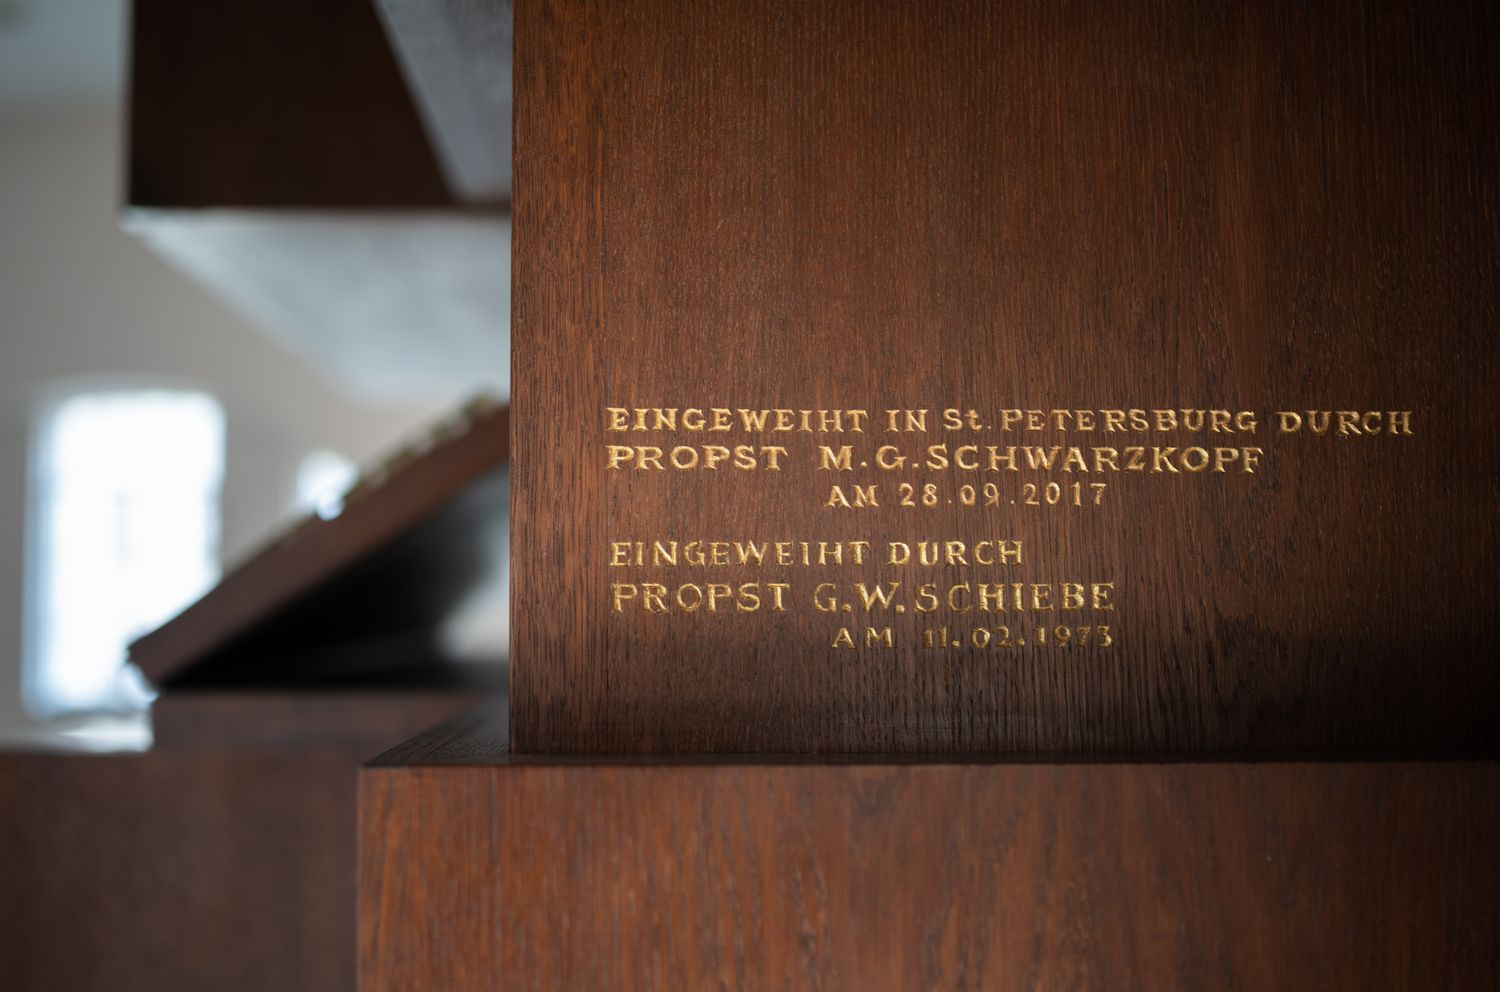 EINGEWEIHT IN St. PETERSBURG DURCH
PROPST M.G.SCHWARZKOPF
AM 28.09.2017
EINGEWEIHT DURCH
PROPST G.W.SCHIEBE
AM 11.02.1973